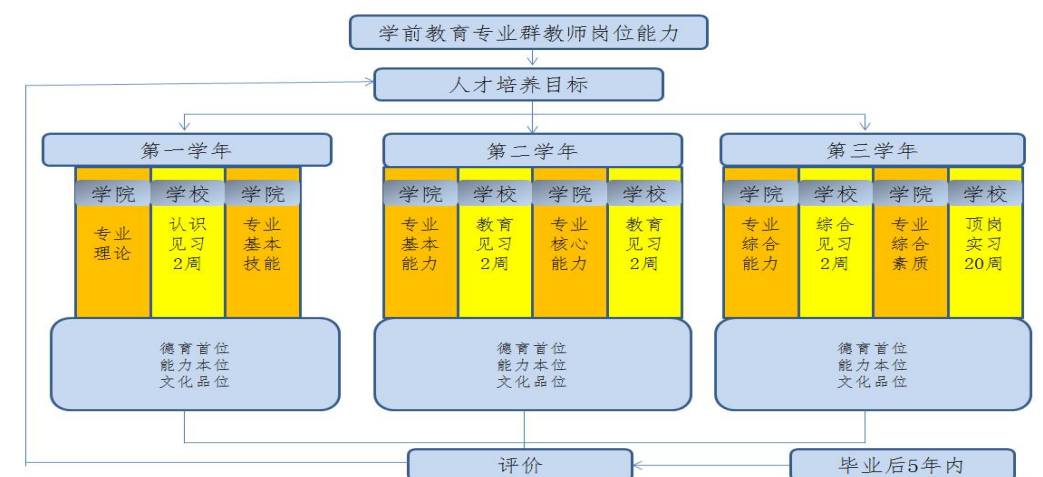 学前教育专业群教师岗位能力
人才培养目标
第一学年
学院
专业
理论
学校
认识
见习
2周
学院
专业
基本
技能
德育首位
能力本位
文化品位
第二学年
学院
专业
基本
能力
学校
教育
见习
2周
学院
专业
核心
能力
学校
教育
见习
2周
德育首位
能力本位
文化品位
第三学年
学院
专业
综合
能力
学校
综合
见习
2周
学院
专业
综合
素质
学校
顶岗
实习
20周
德育首位
能力本位
文化品位
评价
毕业后5年内